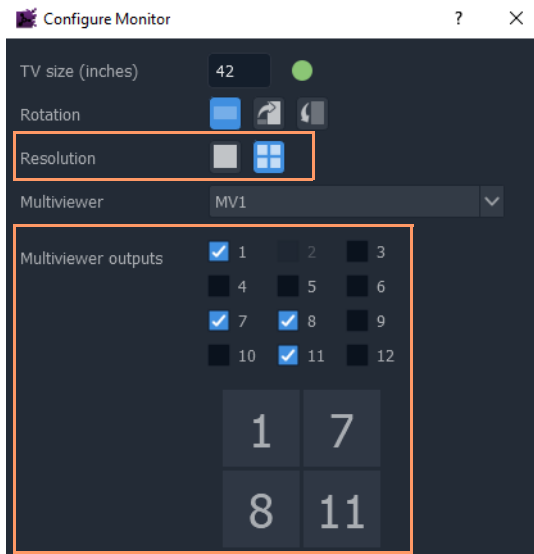 Configure Monitor ? ×
TV size (inches) 42
Rotation
Resolution
Multiviewer MV1
Multiviewer outputs 1 2 3
4 5 6
7 8 9
10 11 12
1 7
8 11